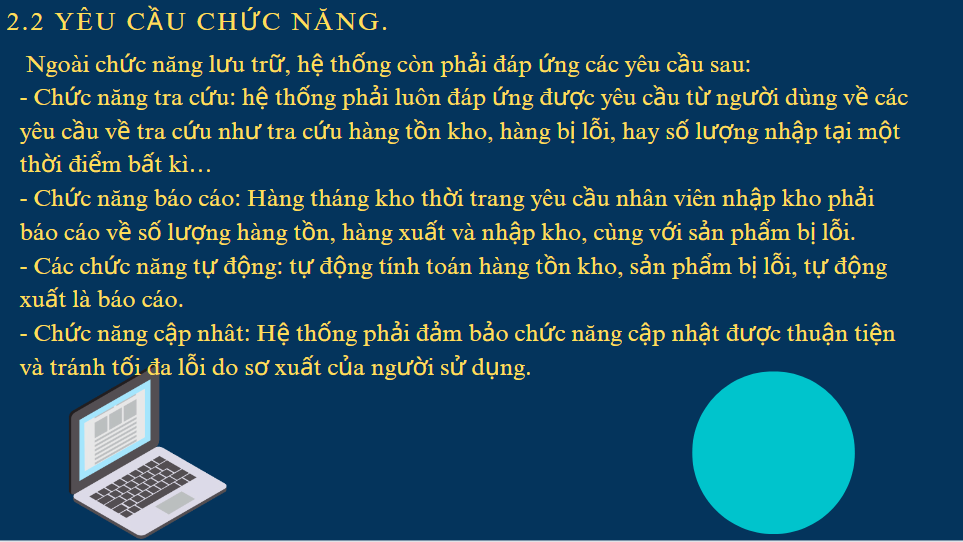 2.2 YÊU CẦU CHỨC NĂNG.
Ngoài chức năng lưu trữ, hệ thống còn phải đáp ứng các yêu cầu sau:
- Chức năng tra cứu: hệ thống phải luôn đáp ứng được yêu cầu từ người dùng về các
yêu cầu về tra cứu như tra cứu hàng tồn kho, hàng bị lỗi, hay số lượng nhập tại một
thời điểm bất kì…
- Chức năng báo cáo: Hàng tháng kho thời trang yêu cầu nhân viên nhập kho phải
báo cáo về số lượng hàng tồn, hàng xuất và nhập kho, cùng với sản phẩm bị lỗi.
- Các chức năng tự động: tự động tính toán hàng tồn kho, sản phẩm bị lỗi, tự động
xuất là báo cáo.
- Chức năng cập nhât: Hệ thống phải đảm bảo chức năng cập nhật được thuận tiện
và tránh tối đa lỗi do sơ xuất của người sử dụng.